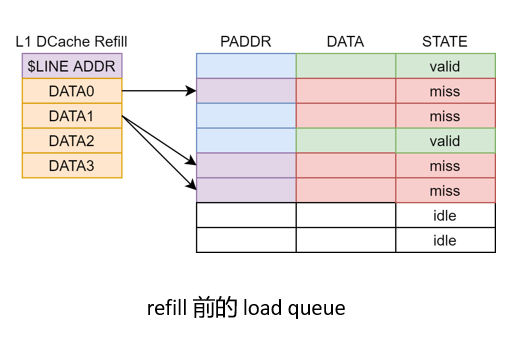 L1 DCache Refill
$LINE ADDR
DATA0
DATA1
DATA2
DATA3
PADDR DATA STATE
valid
miss
miss
valid
miss
miss
idle
idle
refill 前的 load queue